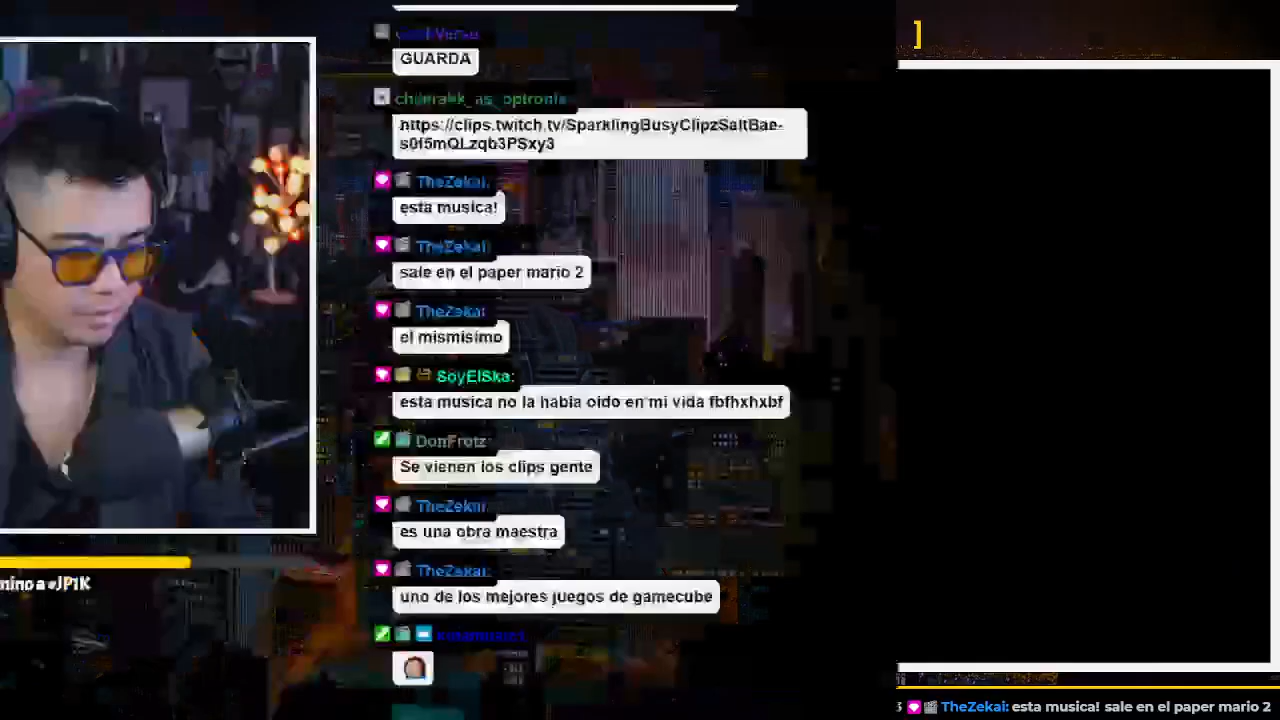 ]
GUARDA
https://clips.twitch.tv/SparklingBusyClipzSaltBae-
s0f5mQLzqb3PSxy3
TheZekai:
esta musica!
TheZekai:
sale en el paper mario 2
TheZekai:
el mismisimo
SoyElSka:
esta musica no la habia oido en mi vida fbfhxhxbf
DonFrotz:
Se vienen los clips gente
TheZekai:
es una obra maestra
TheZekai:
uno de los mejores juegos de gamecube
TheZekai: esta musica! sale en el paper mario 2